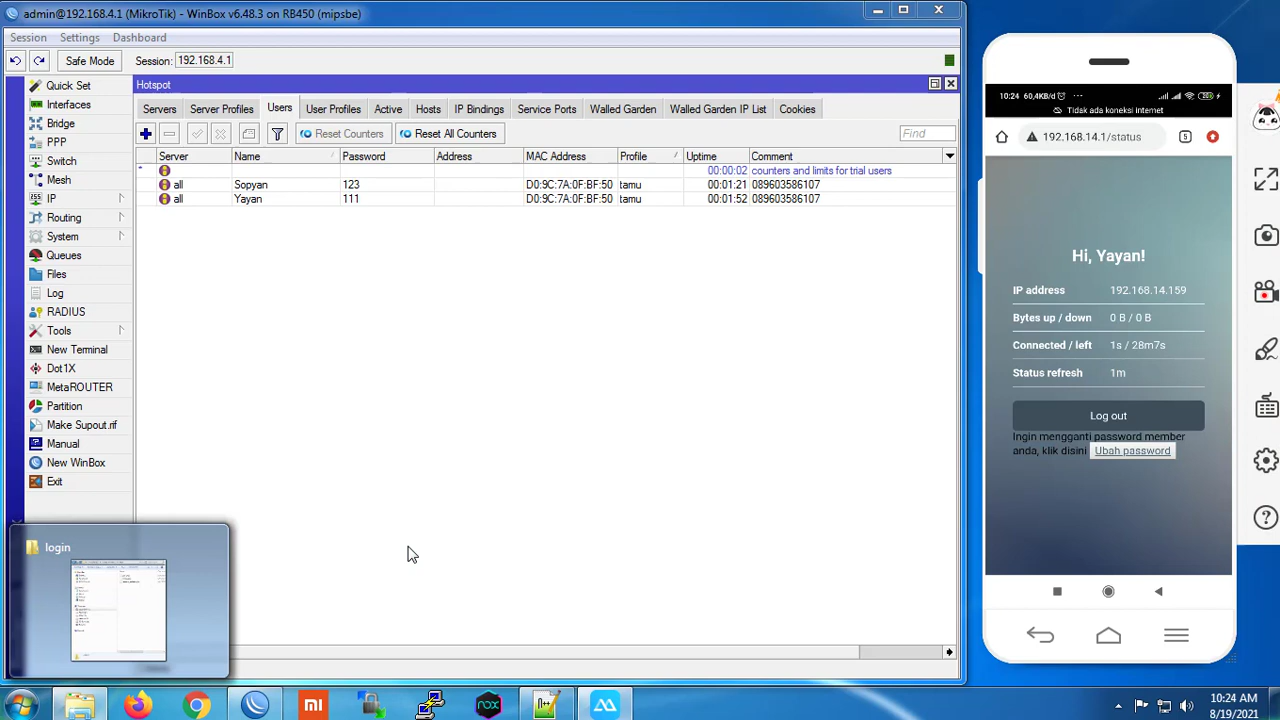 admin@192.168.4.1 (MikroTik) - WinBox v6.48.3 on RB450 (mipsbe)
Session Settings Dashboard
Safe Mode Session: 192.168.4.1
Quick Set
Interfaces
Bridge
PPP
Switch
Mesh
IP
Routing
System
Queues
Files
Log
RADIUS
Tools
New Terminal
Dot1X
MetaROUTER
Partition
Make Supout.rif
Manual
New WinBox
Exit
Hotspot
Servers Server Profiles Users User Profiles Active Hosts IP Bindings Service Ports Walled Garden Walled Garden IP List Cookies
Reset Counters Reset All Counters Find
Server Name Password Address MAC Address Profile Uptime Comment
00:00:02 counters and limits for trial users
all Sopyan 123 D0:9C:7A:0F:BF:50 tamu 00:01:21 089603586107
all Yayan 111 D0:9C:7A:0F:BF:50 tamu 00:01:52 089603586107
login
10:24 60,4KB/d
Tidak ada koneksi internet
192.168.14.1/status 5
Hi, Yayan!
IP address 192.168.14.159
Bytes up / down 0 B / 0 B
Connected / left 1s / 28m7s
Status refresh 1m
Log out
Ingin mengganti password member
anda, klik disini Ubah password
mi nox
10:24 AM
8/19/2021